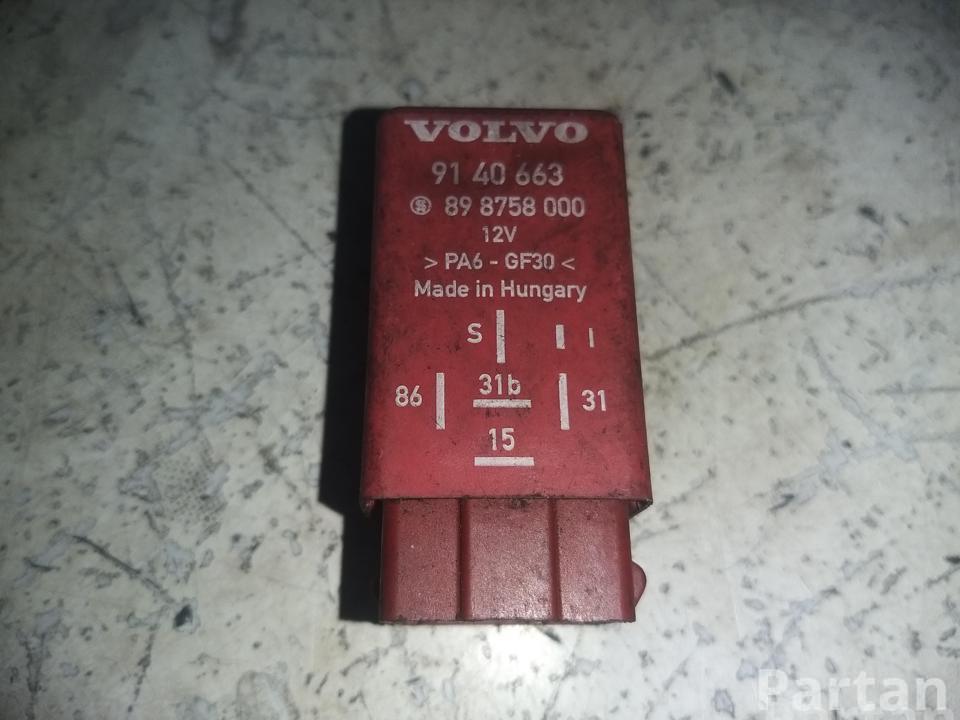 VOLVO
91 40 663
S 89 8758 000
12V
> PA6 - GF30 <
Made in Hungary
S I
86 31b 31
15
Partan